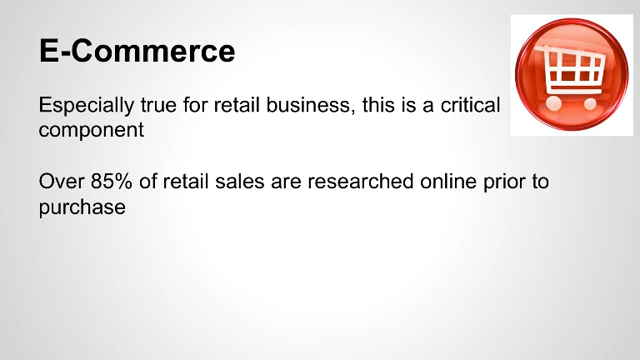 E-Commerce
Especially true for retail business, this is a critical
component
Over 85% of retail sales are researched online prior to
purchase